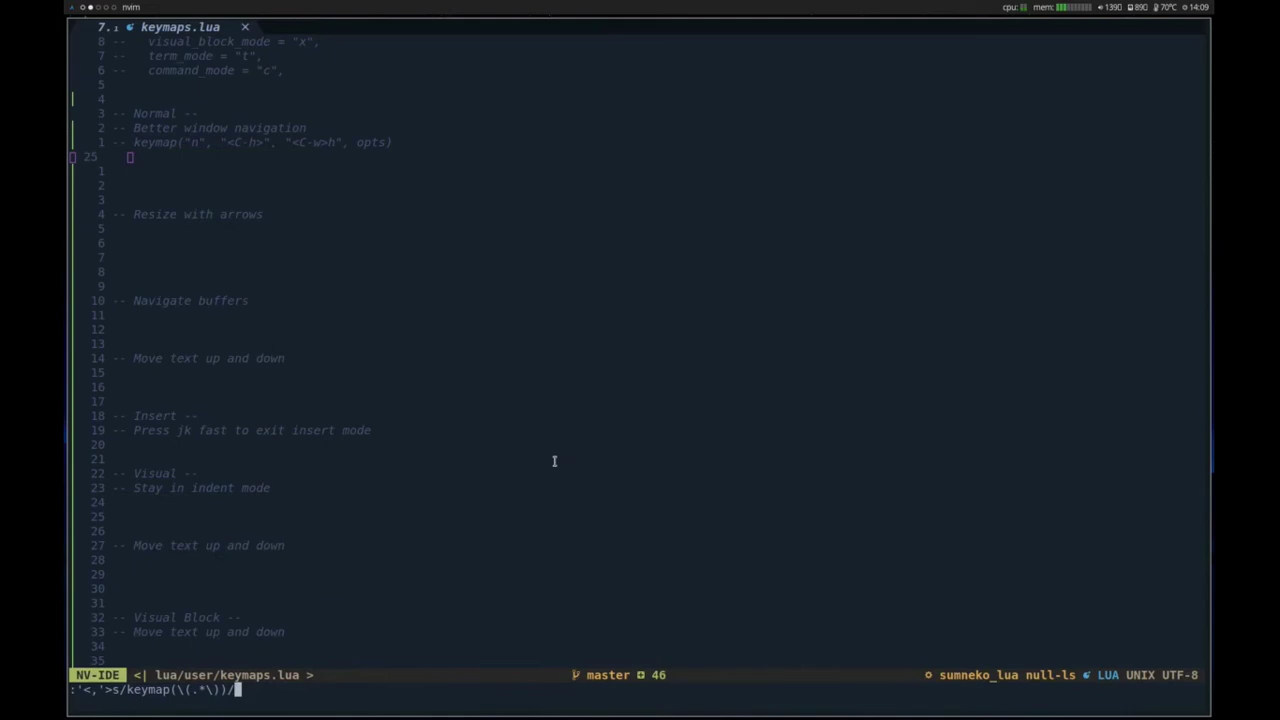 nvim cpu: mem: 139 89 70°C 14:09
7. keymaps.lua ×
8 -- visual_block_mode = "x",
7 -- term_mode = "t",
6 -- command_mode = "c",
5
4
3 -- Normal --
2 -- Better window navigation
1 -- keymap("n", "<C-h>". "<C-w>h", opts)
25
1
2
3
4 -- Resize with arrows
5
6
7
8
9
10 -- Navigate buffers
11
12
13
14 -- Move text up and down
15
16
17
18 -- Insert --
19 -- Press jk fast to exit insert mode
20
21
22 -- Visual --
23 -- Stay in indent mode
24
25
26
27 -- Move text up and down
28
29
30
31
32 -- Visual Block --
33 -- Move text up and down
34
35
NV-IDE <| lua/user/keymaps.lua > master 46 sumneko_lua null-ls LUA UNIX UTF-8
:'<,'>s/keymap(\(.*\))/